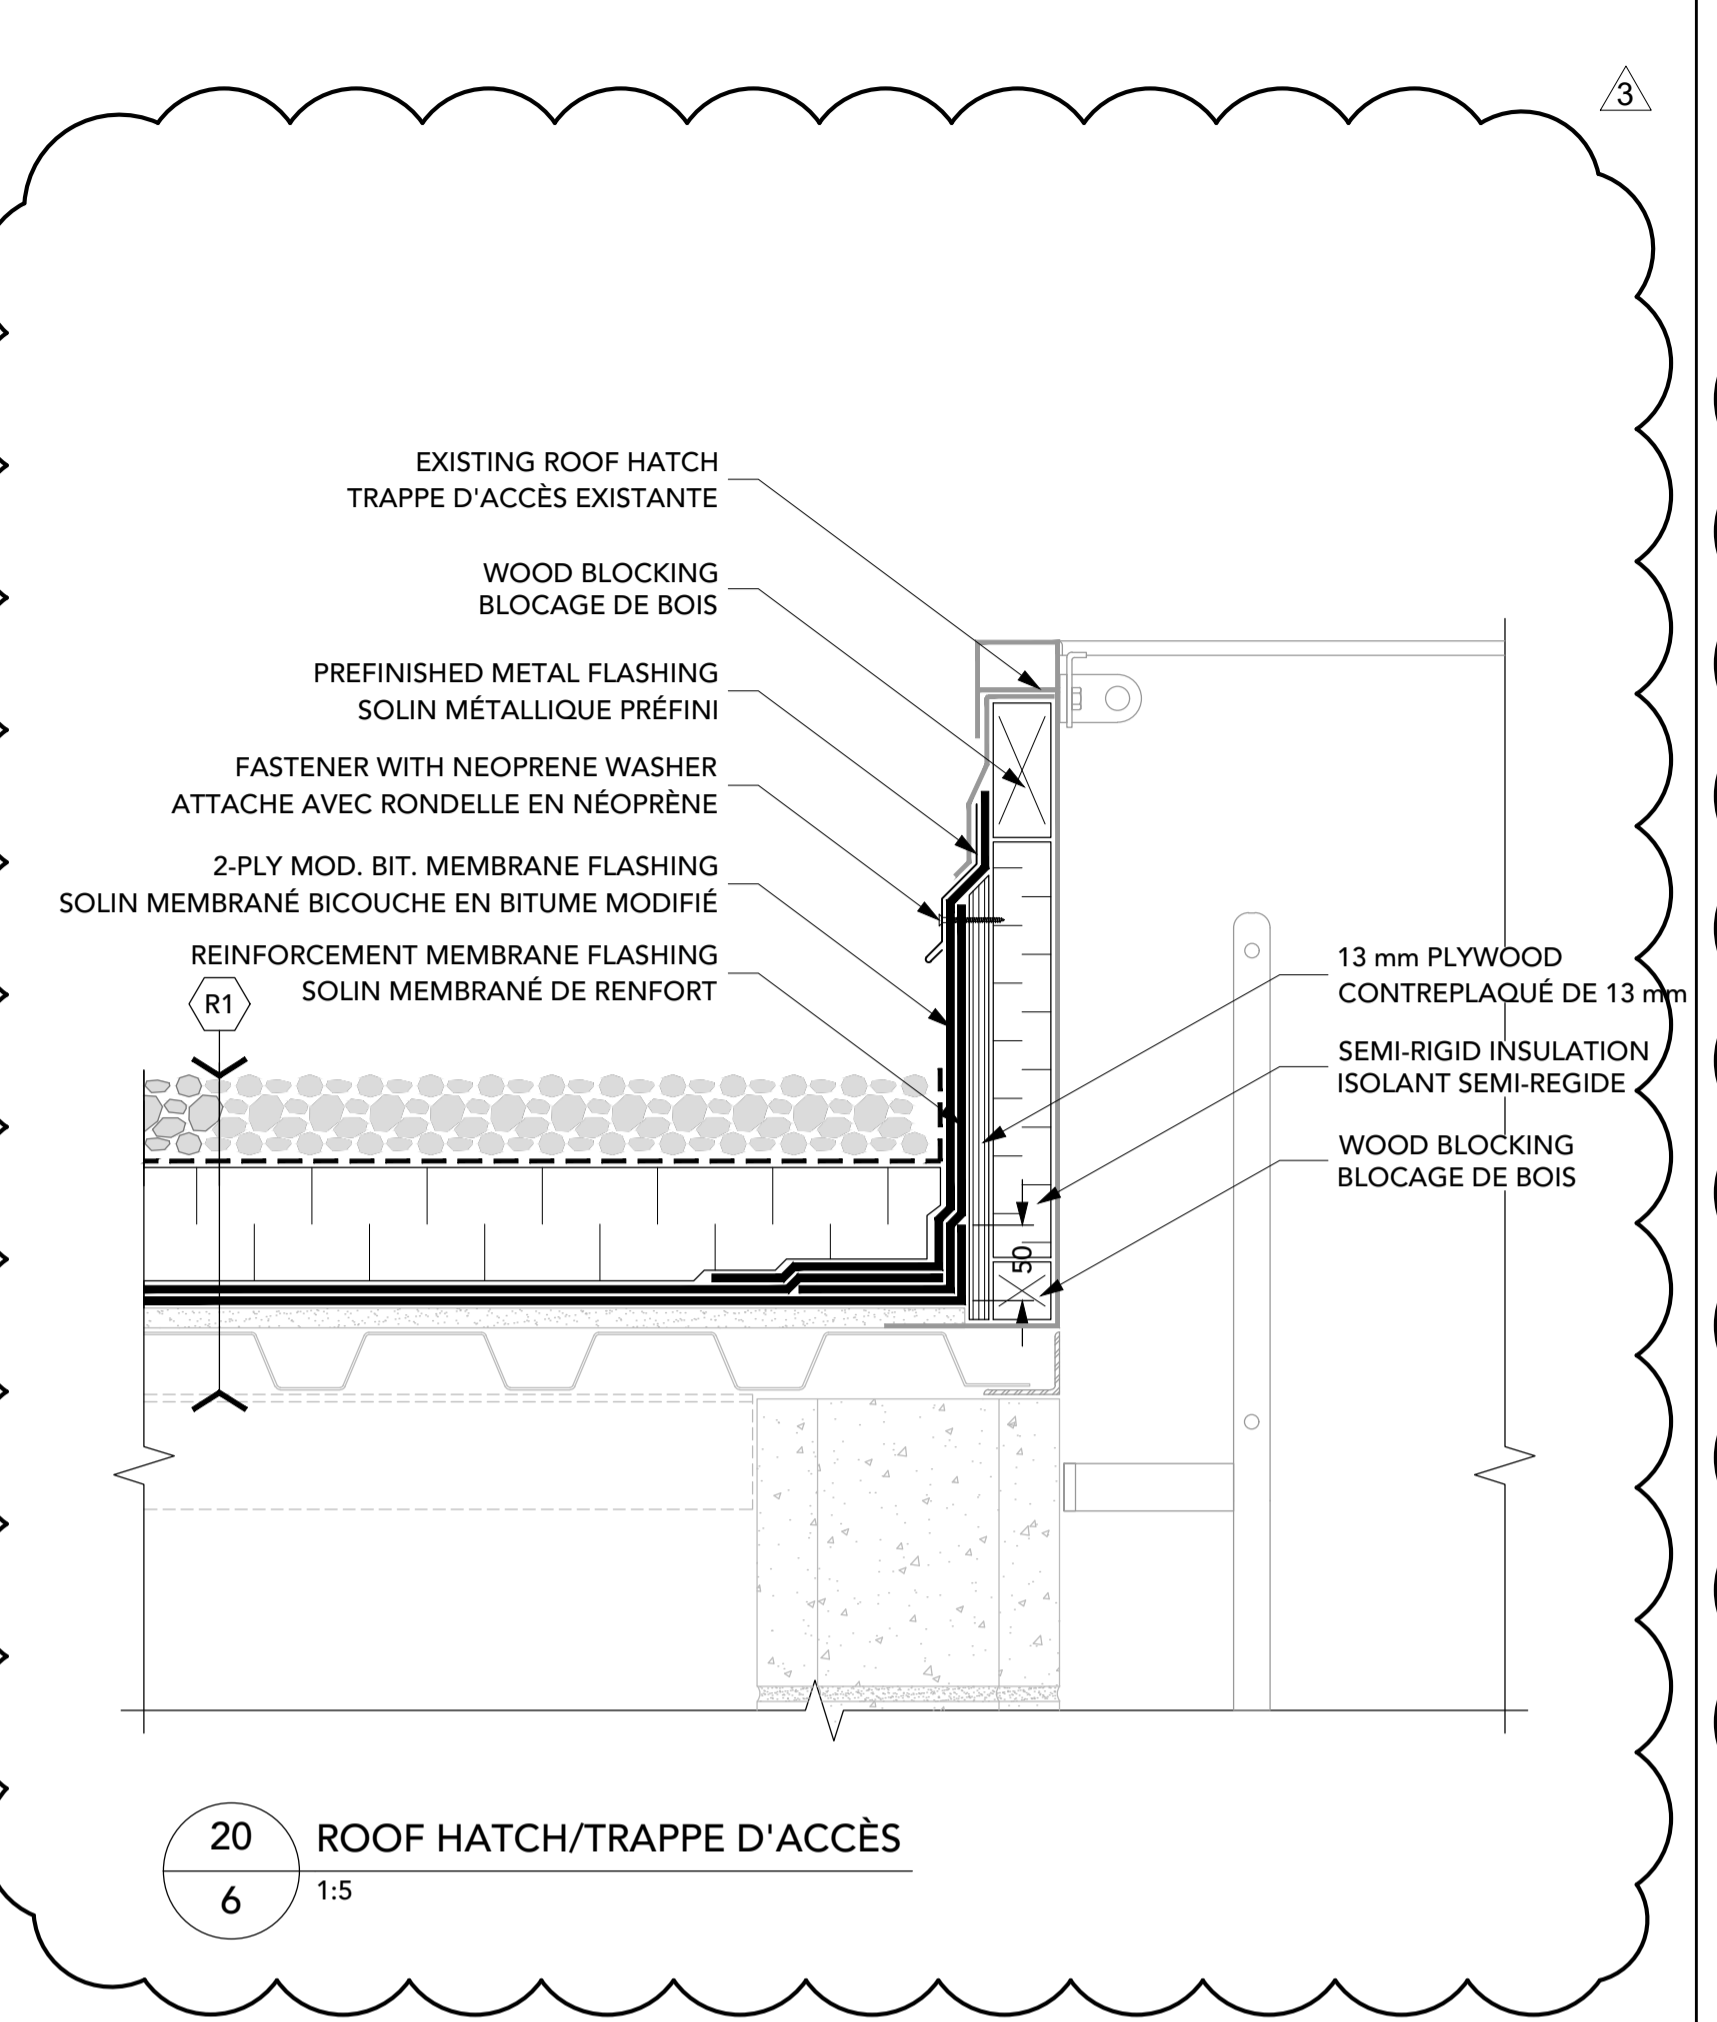 3
EXISTING ROOF HATCH
TRAPPE D'ACCÈS EXISTANTE
WOOD BLOCKING
BLOCAGE DE BOIS
PREFINISHED METAL FLASHING
SOLIN MÉTALLIQUE PRÉFINI
FASTENER WITH NEOPRENE WASHER
ATTACHE AVEC RONDELLE EN NÉOPRÈNE
2-PLY MOD. BIT. MEMBRANE FLASHING
SOLIN MEMBRANÉ BICOUCHE EN BITUME MODIFIÉ
REINFORCEMENT MEMBRANE FLASHING
SOLIN MEMBRANÉ DE RENFORT
R1
13 mm PLYWOOD
CONTREPLAQUÉ DE 13 mm
SEMI-RIGID INSULATION
ISOLANT SEMI-REGIDE
WOOD BLOCKING
BLOCAGE DE BOIS
50
20
6
ROOF HATCH/TRAPPE D'ACCÈS
1:5